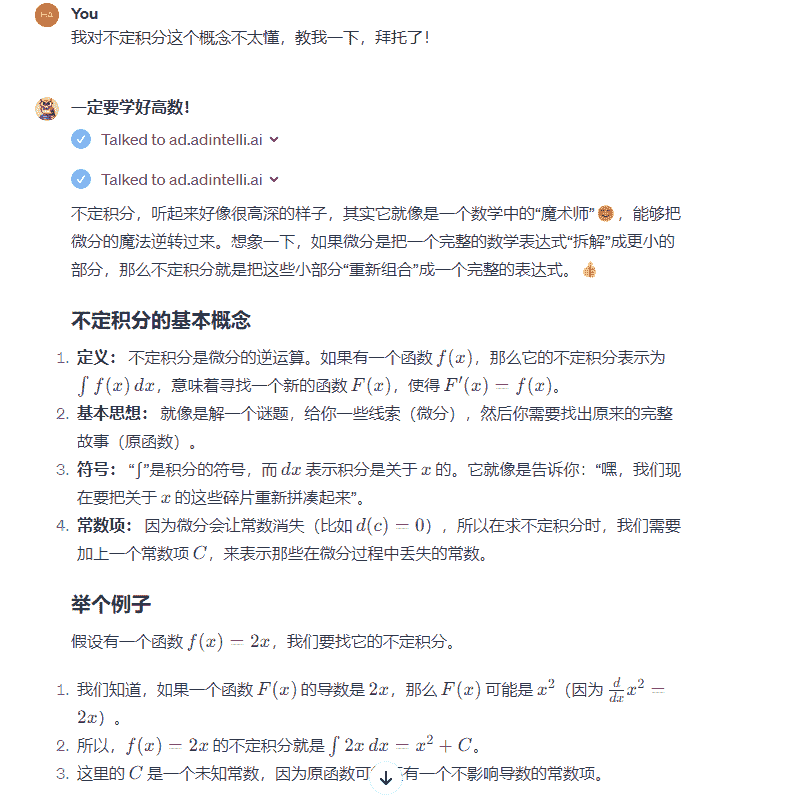 HA
You
我对不定积分这个概念不太懂，教我一下，拜托了！
一定要学好高数！
Talked to ad.adintelli.ai
Talked to ad.adintelli.ai
不定积分，听起来好像很高深的样子，其实它就像是一个数学中的“魔术师”，能够把
微分的魔法逆转过来。想象一下，如果微分是把一个完整的数学表达式“拆解”成更小的
部分，那么不定积分就是把这些小部分“重新组合”成一个完整的表达式。
不定积分的基本概念
1. 定义： 不定积分是微分的逆运算。如果有一个函数 f(x)，那么它的不定积分表示为
∫ f(x) dx，意味着寻找一个新的函数 F(x)，使得 F′(x) = f(x)。
2. 基本思想： 就像是解一个谜题，给你一些线索（微分），然后你需要找出原来的完整
故事（原函数）。
3. 符号： “∫”是积分的符号，而 dx 表示积分是关于 x 的。它就像是告诉你：“嘿，我们现
在要把关于 x 的这些碎片重新拼凑起来”。
4. 常数项： 因为微分会让常数消失（比如 d(c) = 0），所以在求不定积分时，我们需要
加上一个常数项 C，来表示那些在微分过程中丢失的常数。
举个例子
假设有一个函数 f(x) = 2x，我们要找它的不定积分。
1. 我们知道，如果一个函数 F(x) 的导数是 2x，那么 F(x) 可能是 x²（因为 d/dx x² =
2x）。
2. 所以，f(x) = 2x 的不定积分就是 ∫ 2x dx = x² + C。
3. 这里的 C 是一个未知常数，因为原函数可 有一个不影响导数的常数项。